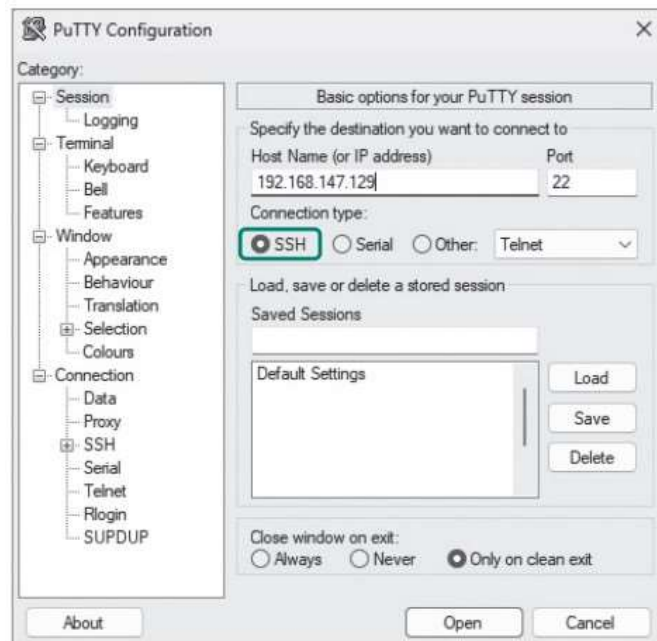 PuTTY Configuration
Category:
Session
Logging
Terminal
Keyboard
Bell
Features
Window
Appearance
Behaviour
Translation
Selection
Colours
Connection
Data
Proxy
SSH
Serial
Telnet
Rlogin
SUPDUP
Basic options for your PuTTY session
Specify the destination you want to connect to
Host Name (or IP address) Port
192.168.147.129 22
Connection type:
SSH Serial Other: Telnet
Load, save or delete a stored session
Saved Sessions
Default Settings
Load
Save
Delete
Close window on exit:
Always Never Only on clean exit
About Open Cancel